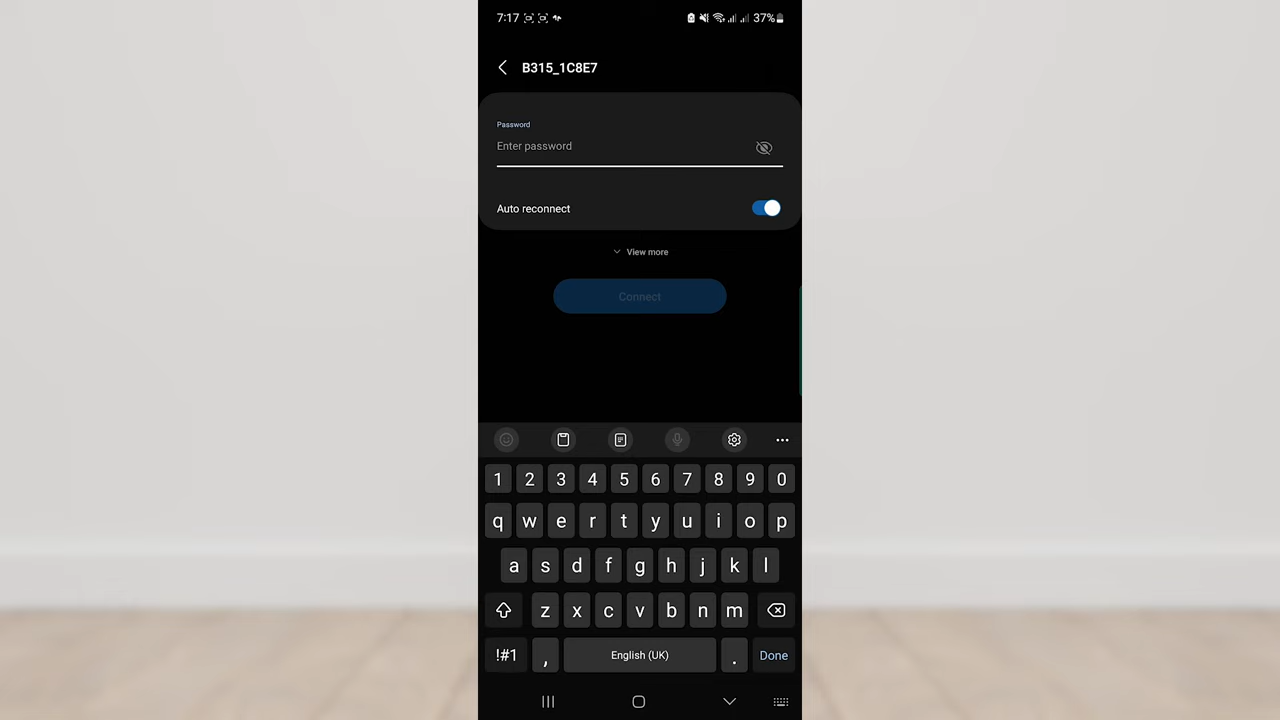 7:17 37%
B315_1C8E7
Password
Enter password
Auto reconnect
View more
Connect
1 2 3 4 5 6 7 8 9 0
q w e r t y u i o p
a s d f g h j k l
z x c v b n m
!#1 , English (UK) . Done